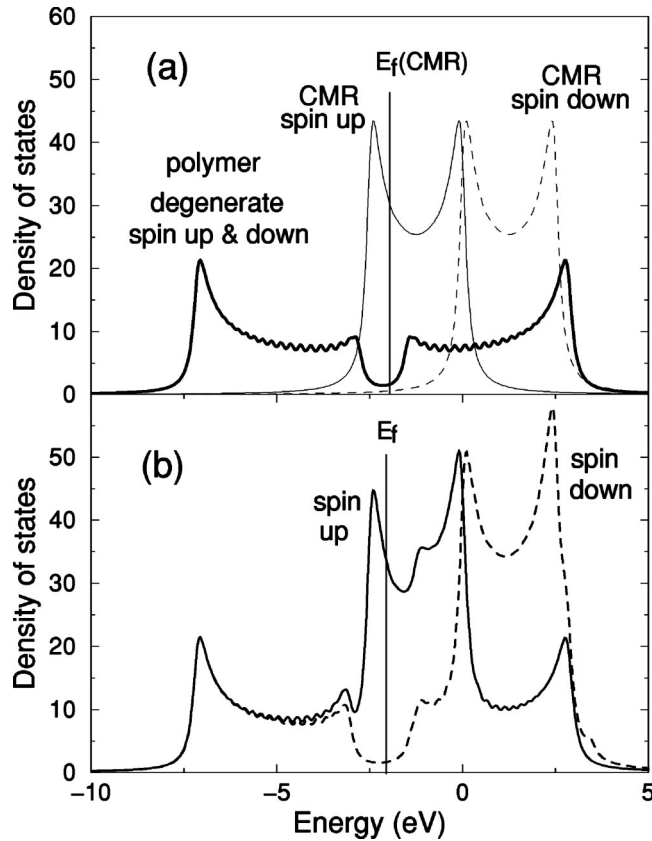 60
50
40
30
20
10
0
Density of states
(a)
E_f(CMR)
CMR
spin up
CMR
spin down
polymer
degenerate
spin up & down
50
40
30
20
10
0
Density of states
(b)
E_f
spin
up
spin
down
−10
−5
0
5
Energy (eV)